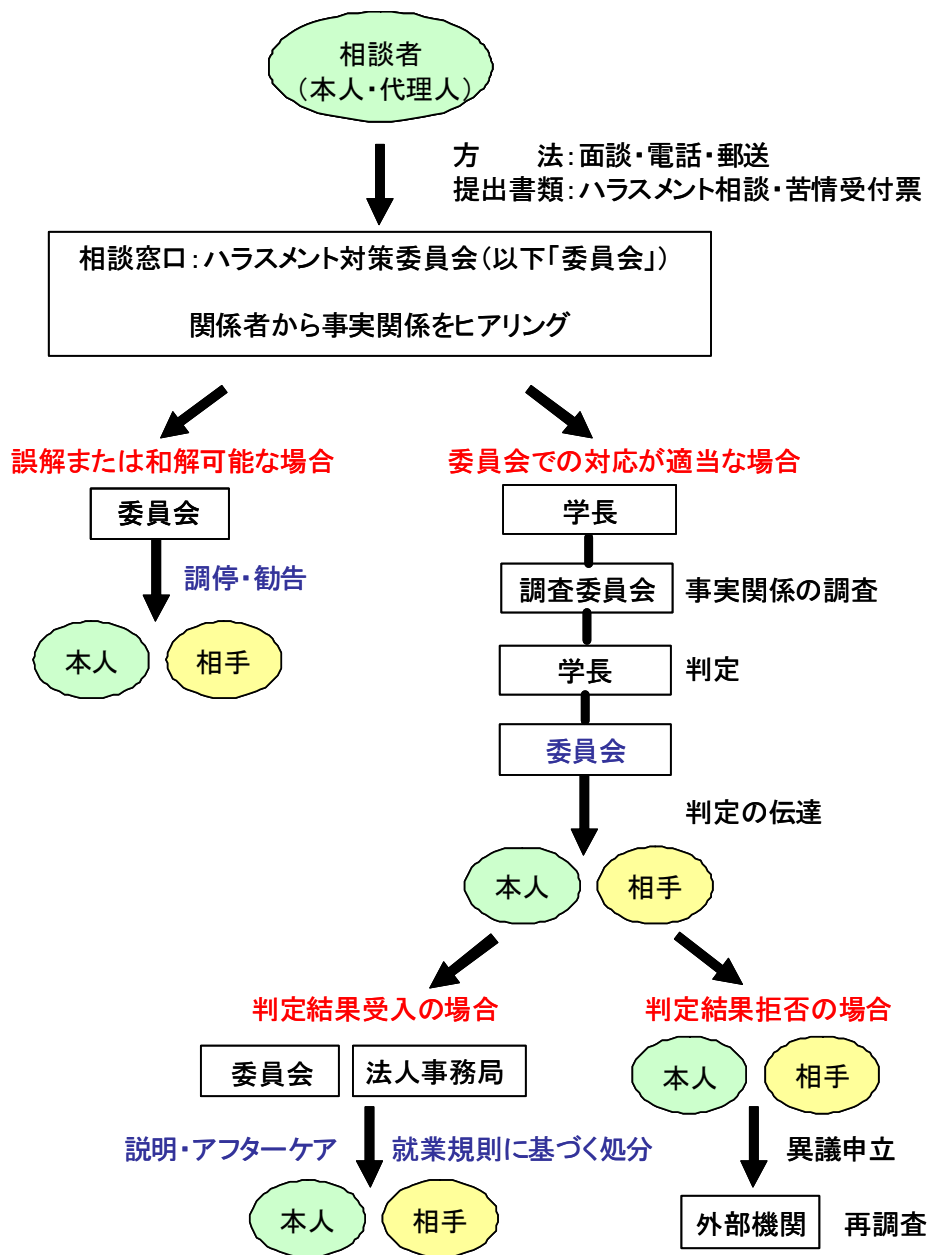 相談者
(本人・代理人)
方　　法：面談・電話・郵送
提出書類：ハラスメント相談・苦情受付票
相談窓口：ハラスメント対策委員会（以下「委員会」）
関係者から事実関係をヒアリング
誤解または和解可能な場合
委員会での対応が適当な場合
委員会
学長
調停・勧告
調査委員会
事実関係の調査
本人
相手
学長
判定
委員会
判定の伝達
本人
相手
判定結果受入の場合
判定結果拒否の場合
委員会
法人事務局
本人
相手
説明・アフターケア
就業規則に基づく処分
異議申立
本人
相手
外部機関
再調査